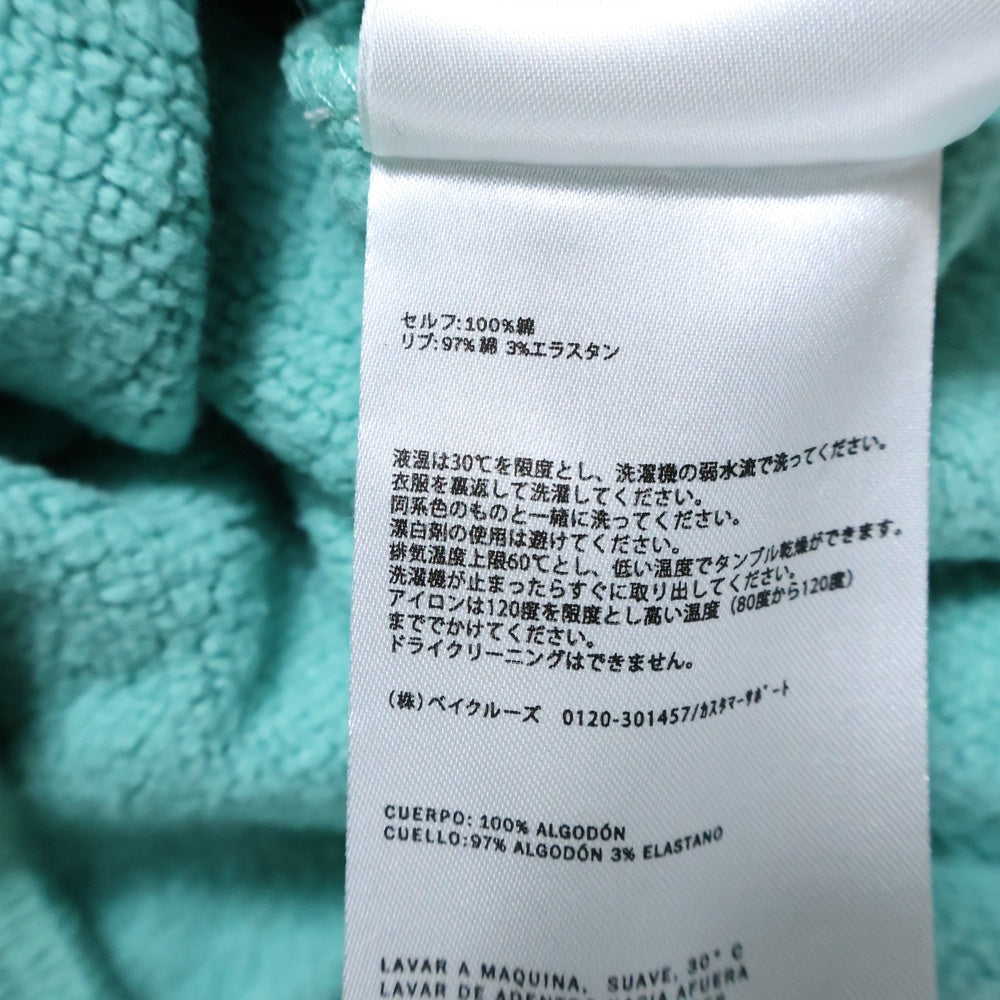 セルフ:100%綿
リブ:97%綿 3%エラスタン
液温は30℃を限度とし、洗濯機の弱水流で洗ってください。
衣服を裏返して洗濯してください。
同系色のものと一緒に洗ってください。
漂白剤の使用は避けてください。
排気温度上限60℃とし、低い温度でタンブル乾燥ができます。
洗濯機が止まったらすぐに取り出してください。
アイロンは120度を限度とし高い温度（80度から120度）
まででかけてください。
ドライクリーニングはできません。
(株)ベイクルーズ 0120-301457/ｶｽﾀﾏｰｻﾎﾟｰﾄ
CUERPO: 100% ALGODÓN
CUELLO:97% ALGODÓN 3% ELASTANO
LAVAR A MAQUINA, SUAVE, 30° C
LAVAR DE ADENTRO HACIA AFUERA